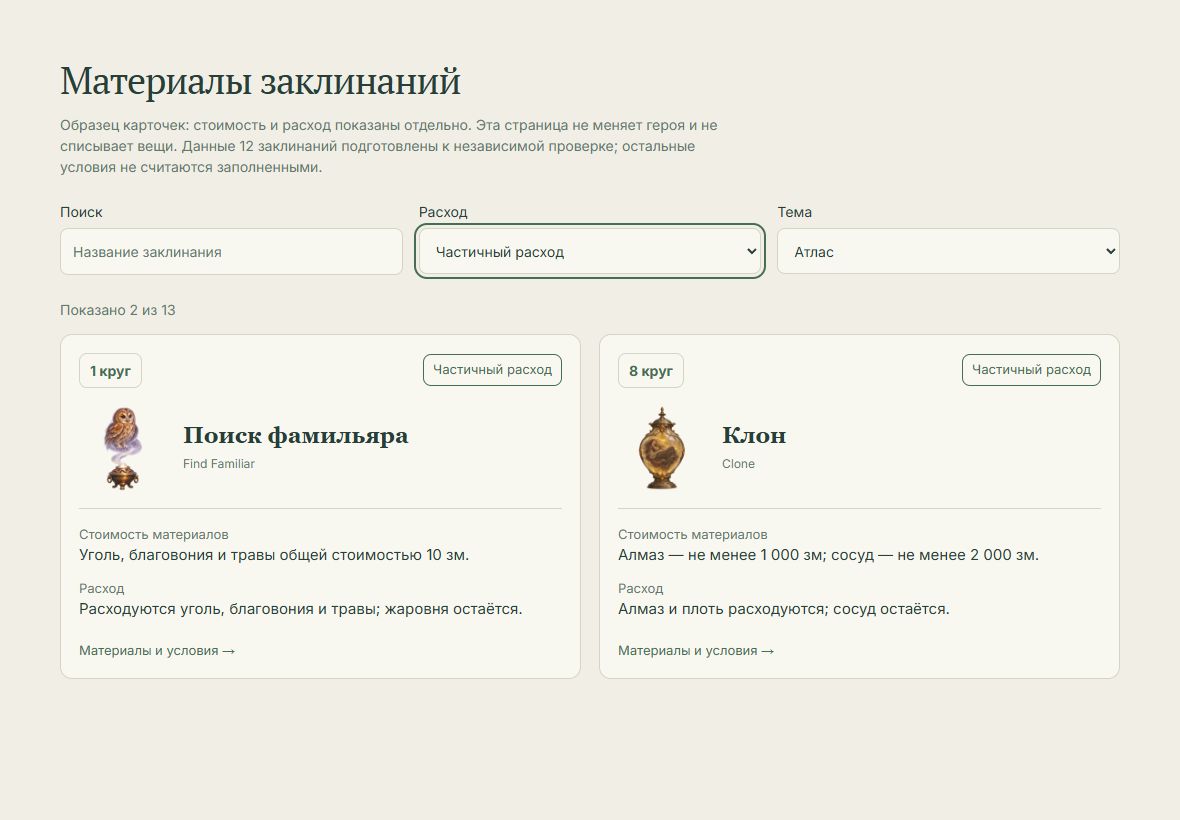 Материалы заклинаний
Образец карточек: стоимость и расход показаны отдельно. Эта страница не меняет героя и не
списывает вещи. Данные 12 заклинаний подготовлены к независимой проверке; остальные
условия не считаются заполненными.
Поиск
Расход
Тема
Название заклинания
Частичный расход
Атлас
Показано 2 из 13
1 круг
Частичный расход
Поиск фамильяра
Find Familiar
Стоимость материалов
Уголь, благовония и травы общей стоимостью 10 зм.
Расход
Расходуются уголь, благовония и травы; жаровня остаётся.
Материалы и условия →
8 круг
Частичный расход
Клон
Clone
Стоимость материалов
Алмаз — не менее 1 000 зм; сосуд — не менее 2 000 зм.
Расход
Алмаз и плоть расходуются; сосуд остаётся.
Материалы и условия →